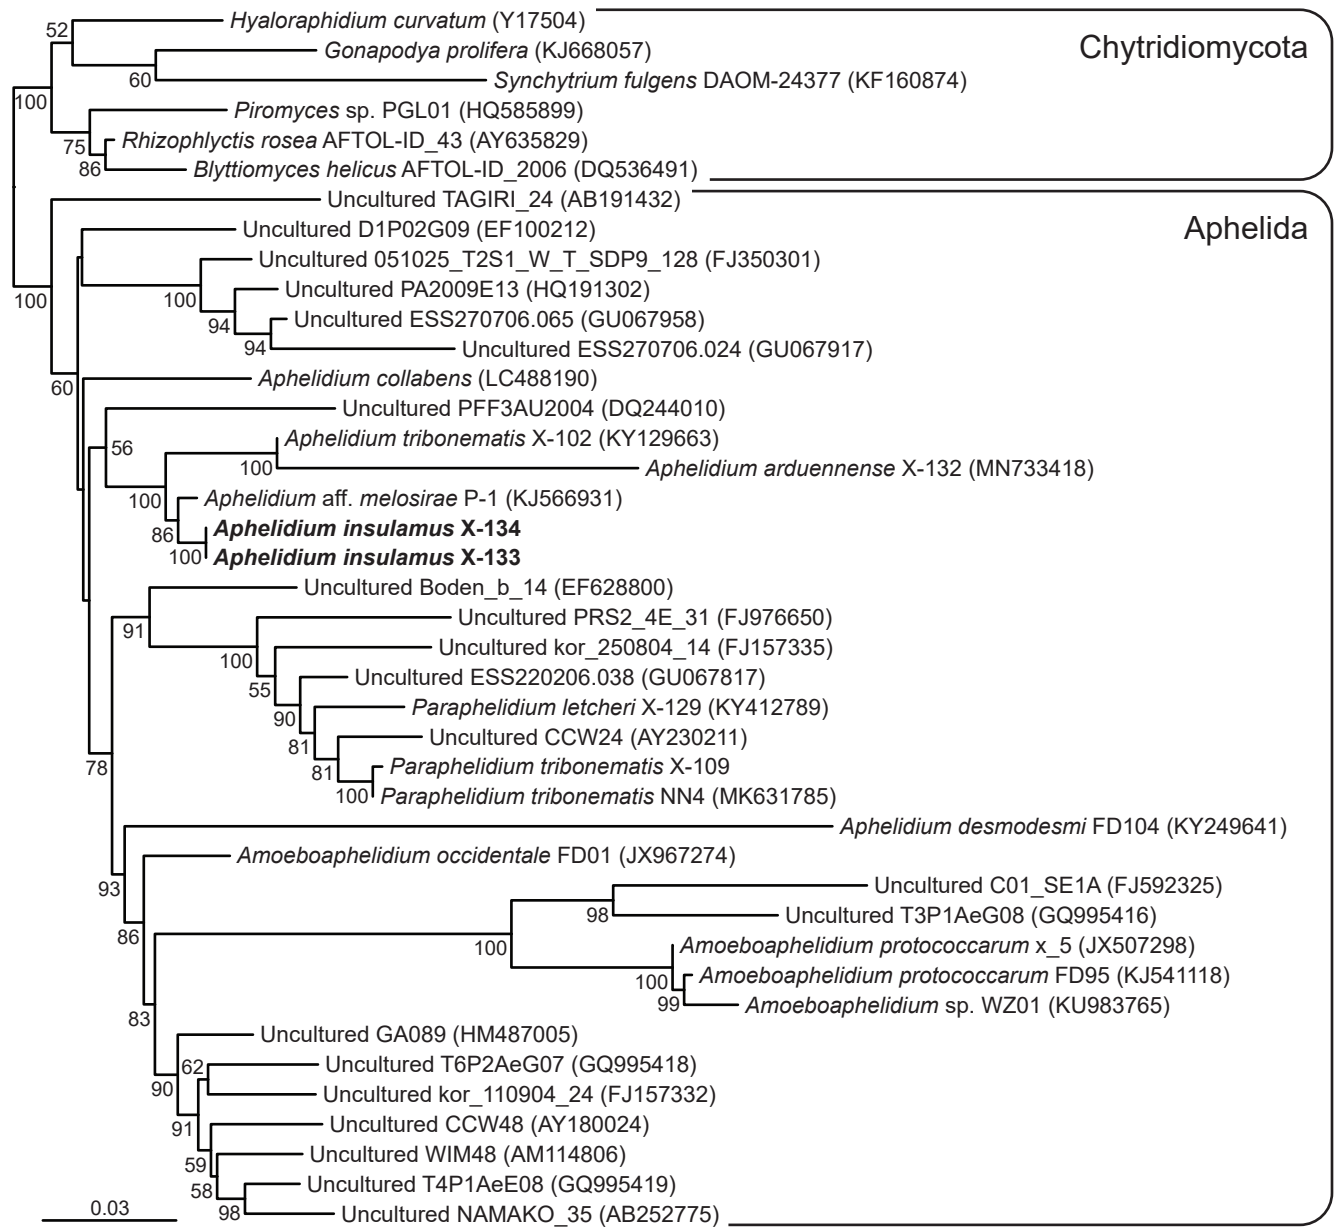 Hyaloraphidium curvatum (Y17504)
52
Gonapodya prolifera (KJ668057)
Chytridiomycota
60
Synchytrium fulgens DAOM-24377 (KF160874)
100
Piromyces sp. PGL01 (HQ585899)
75
Rhizophlyctis rosea AFTOL-ID_43 (AY635829)
86
Blyttiomyces helicus AFTOL-ID_2006 (DQ536491)
Uncultured TAGIRI_24 (AB191432)
Aphelida
Uncultured D1P02G09 (EF100212)
Uncultured 051025_T2S1_W_T_SDP9_128 (FJ350301)
100
100
Uncultured PA2009E13 (HQ191302)
94
Uncultured ESS270706.065 (GU067958)
94
Uncultured ESS270706.024 (GU067917)
60
Aphelidium collabens (LC488190)
Uncultured PFF3AU2004 (DQ244010)
56
Aphelidium tribonematis X-102 (KY129663)
100
Aphelidium arduennense X-132 (MN733418)
100
Aphelidium aff. melosirae P-1 (KJ566931)
86
Aphelidium insulamus X-134
100
Aphelidium insulamus X-133
Uncultured Boden_b_14 (EF628800)
91
Uncultured PRS2_4E_31 (FJ976650)
100
Uncultured kor_250804_14 (FJ157335)
55
Uncultured ESS220206.038 (GU067817)
90
Paraphelidium letcheri X-129 (KY412789)
81
Uncultured CCW24 (AY230211)
81
Paraphelidium tribonematis X-109
78
100
Paraphelidium tribonematis NN4 (MK631785)
Aphelidium desmodesmi FD104 (KY249641)
93
Amoeboaphelidium occidentale FD01 (JX967274)
Uncultured C01_SE1A (FJ592325)
98
Uncultured T3P1AeG08 (GQ995416)
86
100
Amoeboaphelidium protococcarum x_5 (JX507298)
100
Amoeboaphelidium protococcarum FD95 (KJ541118)
99
Amoeboaphelidium sp. WZ01 (KU983765)
83
Uncultured GA089 (HM487005)
62
Uncultured T6P2AeG07 (GQ995418)
90
Uncultured kor_110904_24 (FJ157332)
91
Uncultured CCW48 (AY180024)
59
Uncultured WIM48 (AM114806)
58
Uncultured T4P1AeE08 (GQ995419)
98
Uncultured NAMAKO_35 (AB252775)
0.03